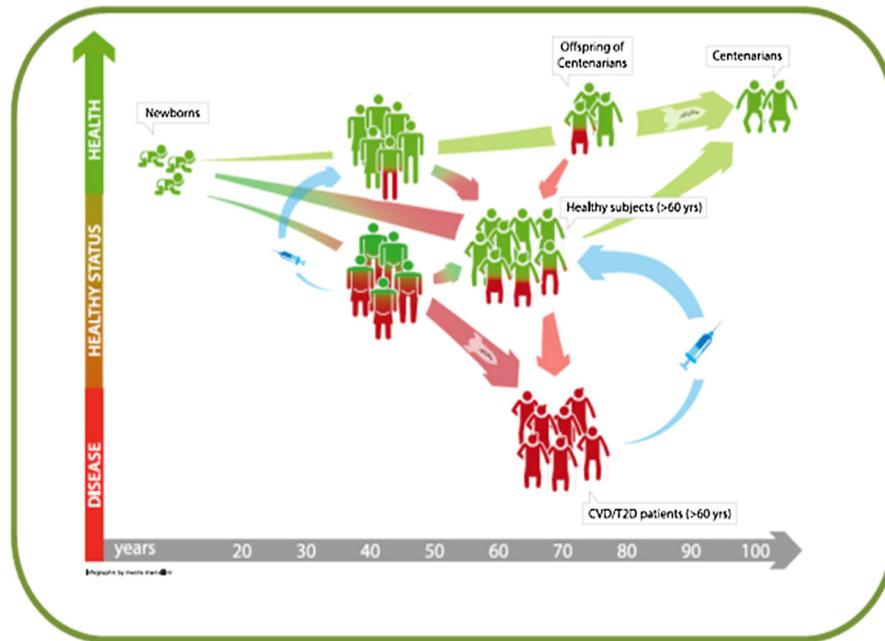 Offspring of
Centenarians
Centenarians
Newborns
HEALTH
Healthy subjects (>60 yrs)
HEALTHY STATUS
DISEASE
CVD/T2D patients (>60 yrs)
years 20 30 40 50 60 70 80 90 100